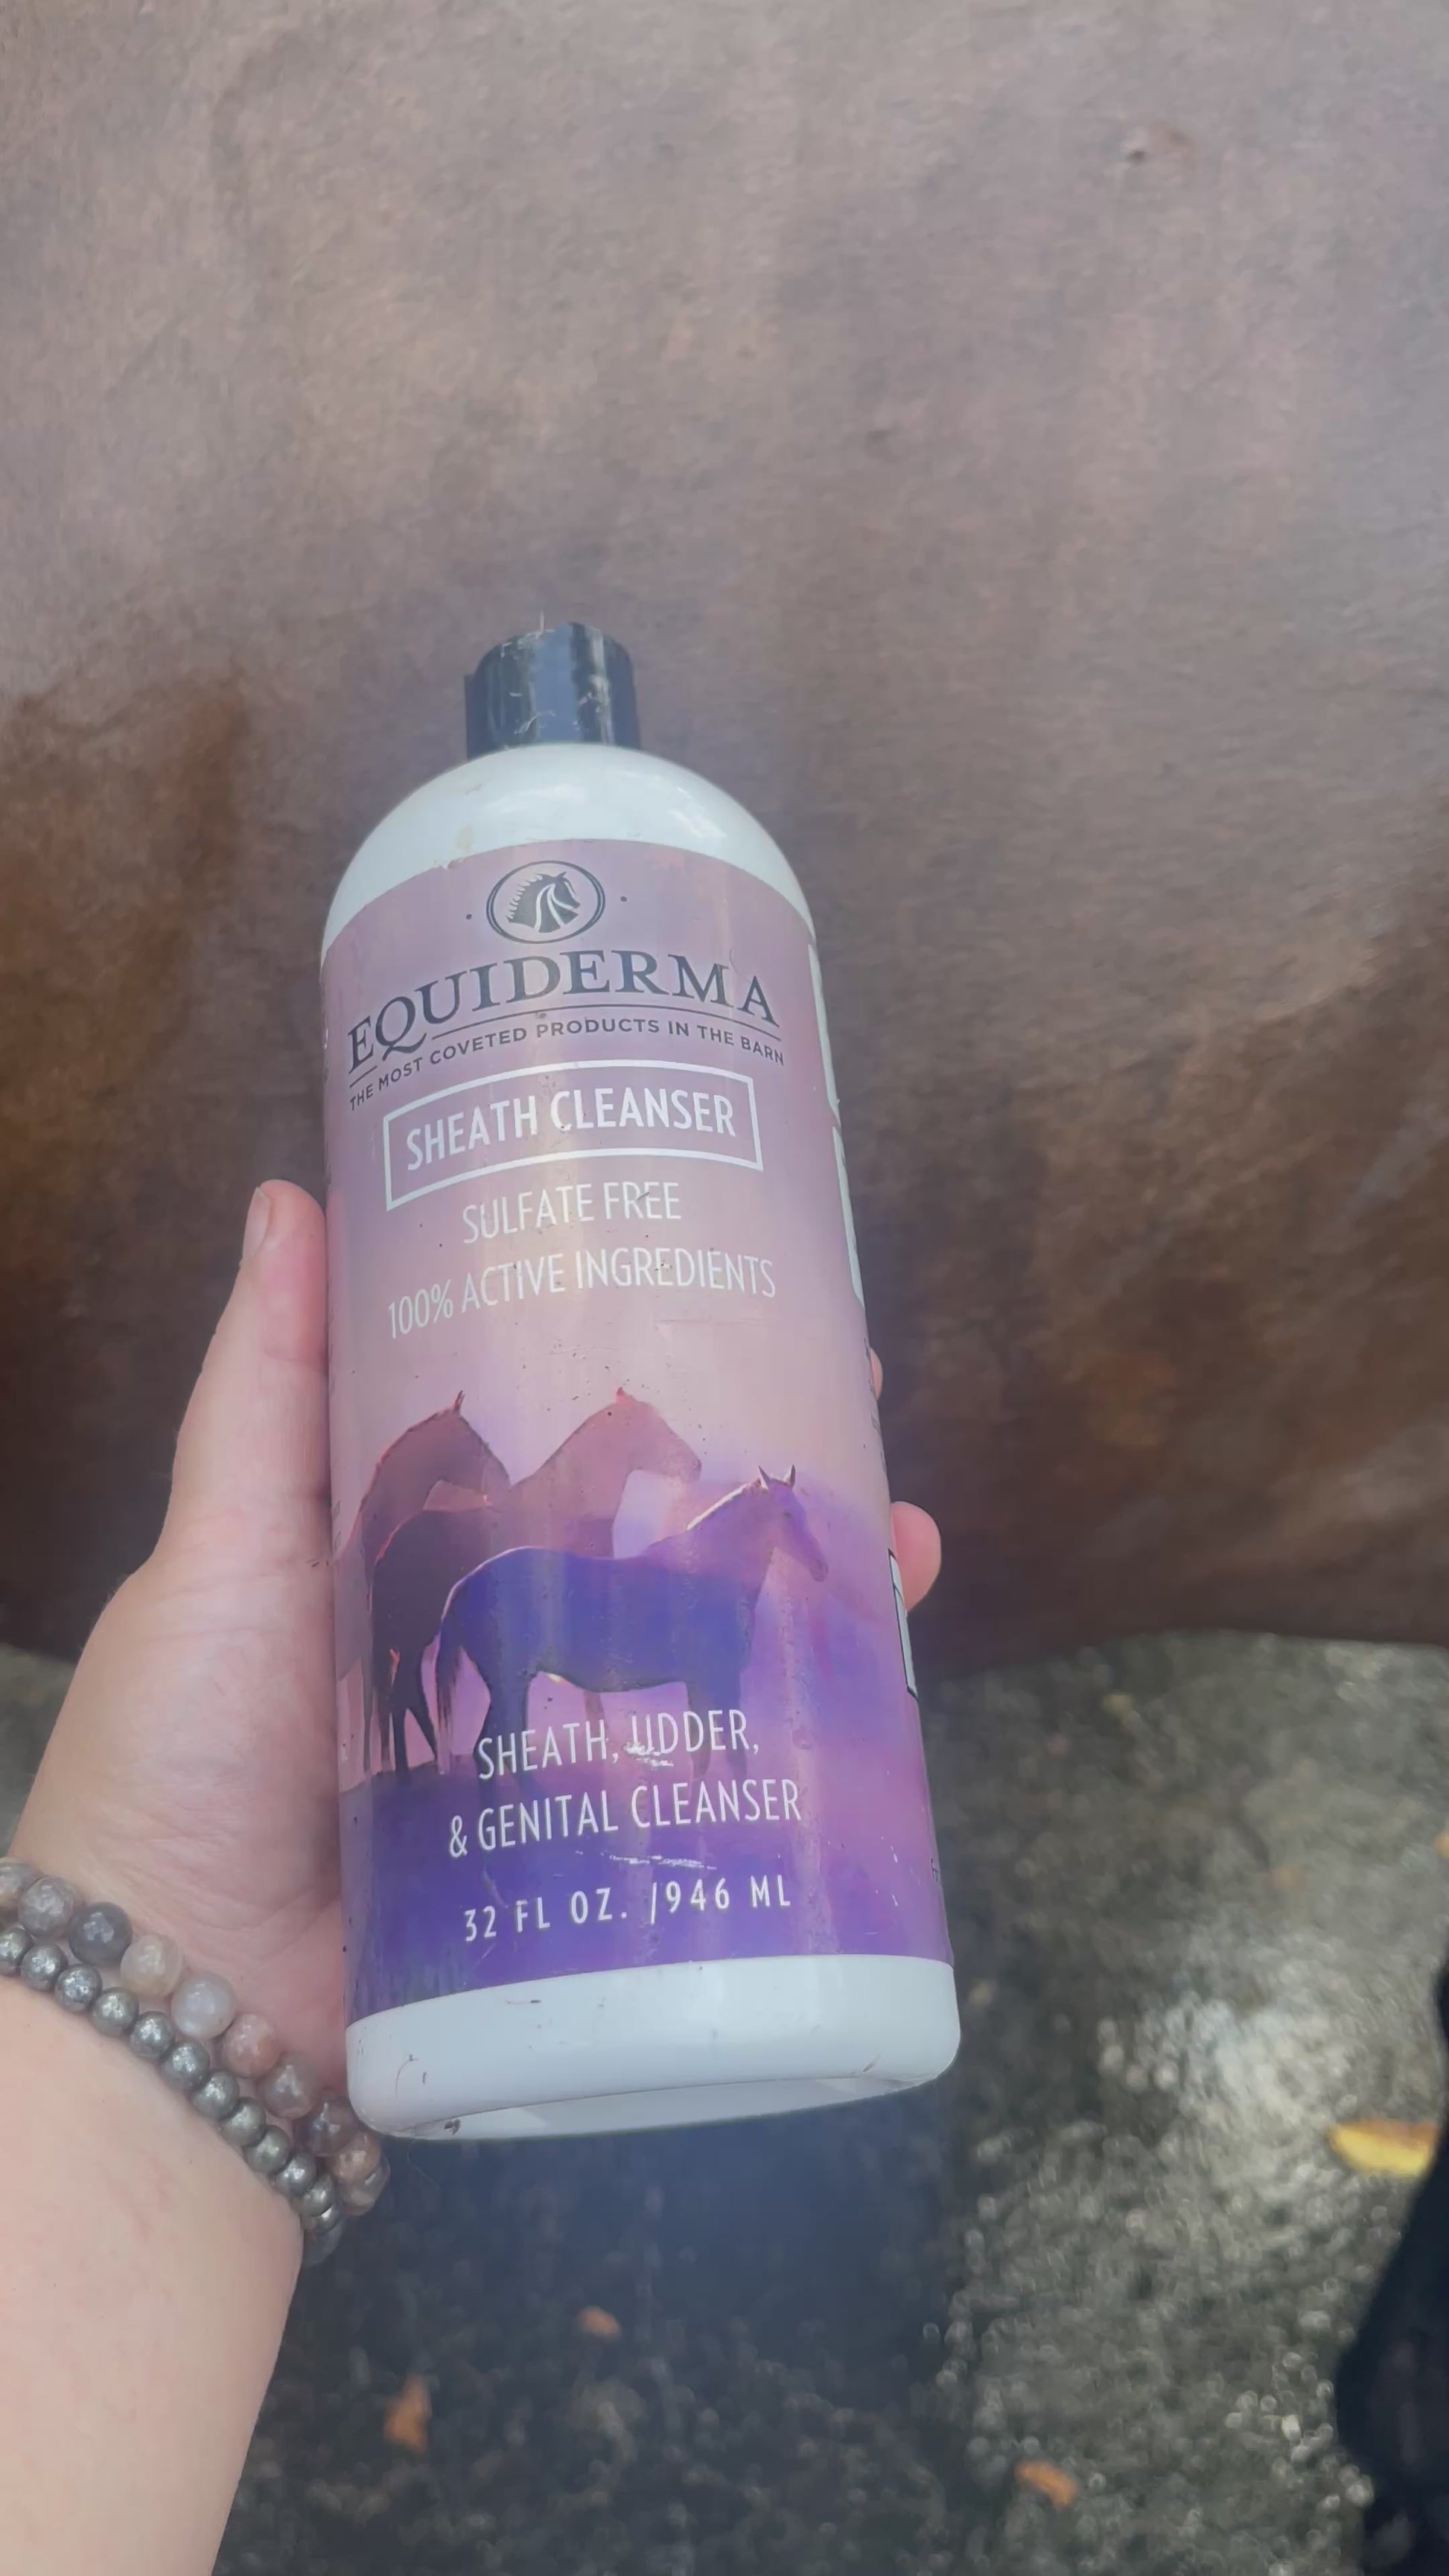 EQUIDERMA
THE MOST COVETED PRODUCTS IN THE BARN
SHEATH CLEANSER
SULFATE FREE
100% ACTIVE INGREDIENTS
SHEATH, UDDER,
& GENITAL CLEANSER
32 FL OZ. /946 ML